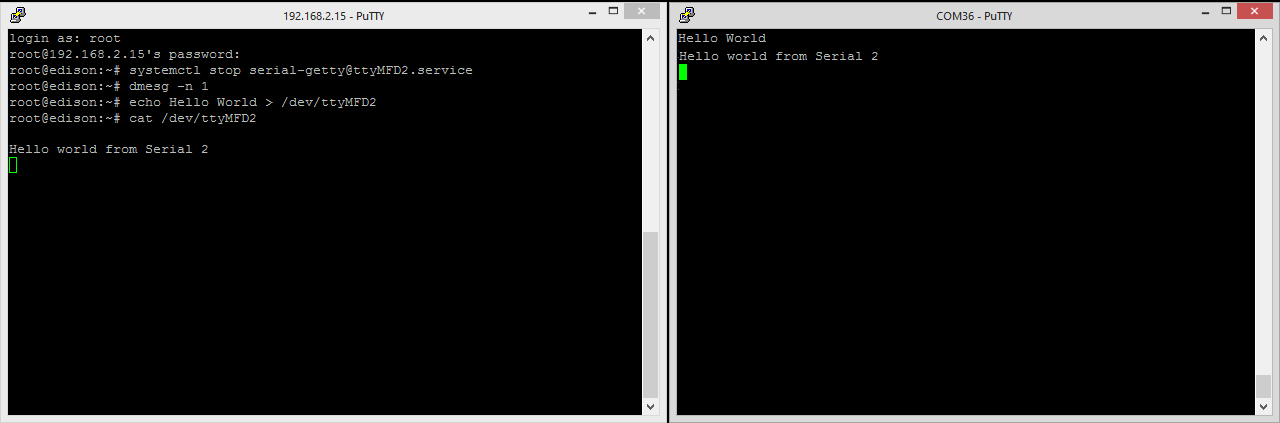 192.168.2.15 - PuTTY
login as: root
root@192.168.2.15's password:
root@edison:~# systemctl stop serial-getty@ttyMFD2.service
root@edison:~# dmesg -n 1
root@edison:~# echo Hello World > /dev/ttyMFD2
root@edison:~# cat /dev/ttyMFD2
Hello world from Serial 2
COM36 - PuTTY
Hello World
Hello world from Serial 2